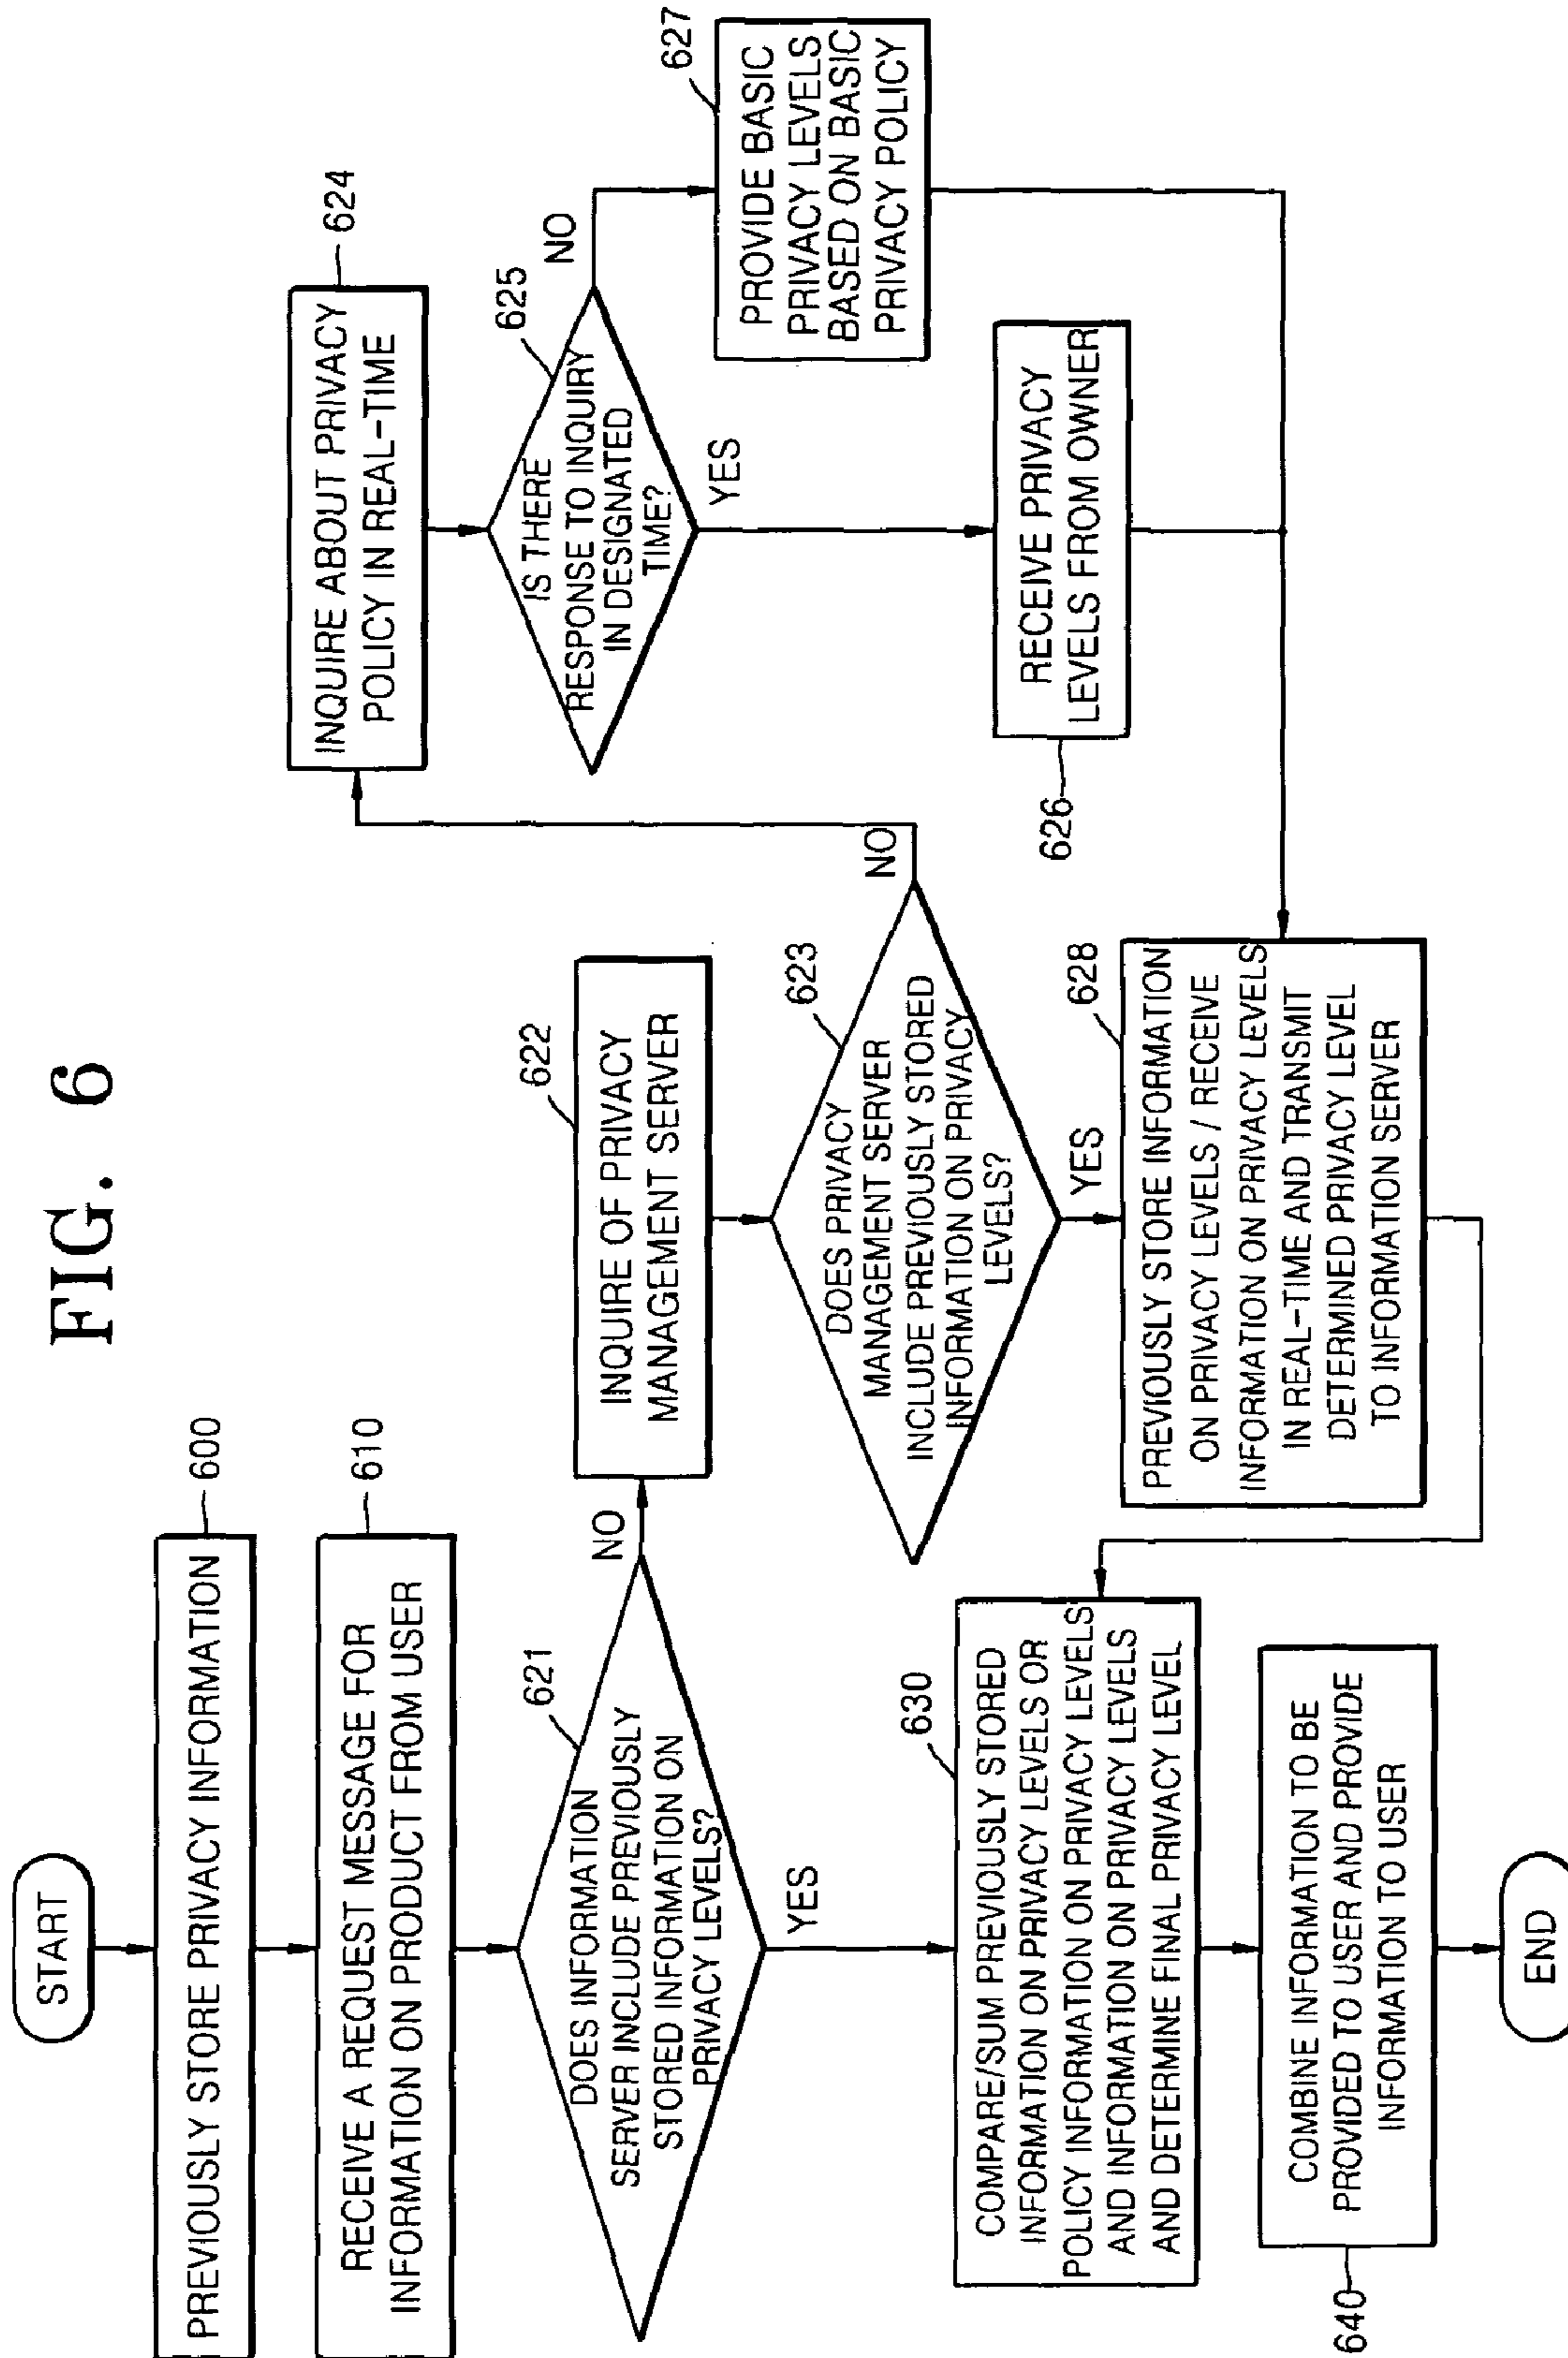 FIG. 6
START
PREVIOUSLY STORE PRIVACY INFORMATION
600
RECEIVE A REQUEST MESSAGE FOR
INFORMATION ON PRODUCT FROM USER
610
621
DOES INFORMATION
SERVER INCLUDE PREVIOUSLY
STORED INFORMATION ON
PRIVACY LEVELS?
NO
YES
622
INQUIRE OF PRIVACY
MANAGEMENT SERVER
623
DOES PRIVACY
MANAGEMENT SERVER
INCLUDE PREVIOUSLY STORED
INFORMATION ON PRIVACY
LEVELS?
NO
YES
INQUIRE ABOUT PRIVACY
POLICY IN REAL-TIME
624
625
IS THERE
RESPONSE TO INQUIRY
IN DESIGNATED
TIME?
NO
YES
627
PROVIDE BASIC
PRIVACY LEVELS
BASED ON BASIC
PRIVACY POLICY
RECEIVE PRIVACY
LEVELS FROM OWNER
626
628
PREVIOUSLY STORE INFORMATION
ON PRIVACY LEVELS / RECEIVE
INFORMATION ON PRIVACY LEVELS
IN REAL-TIME AND TRANSMIT
DETERMINED PRIVACY LEVEL
TO INFORMATION SERVER
630
COMPARE/SUM PREVIOUSLY STORED
INFORMATION ON PRIVACY LEVELS OR
POLICY INFORMATION ON PRIVACY LEVELS
AND INFORMATION ON PRIVACY LEVELS
AND DETERMINE FINAL PRIVACY LEVEL
COMBINE INFORMATION TO BE
PROVIDED TO USER AND PROVIDE
INFORMATION TO USER
640
END